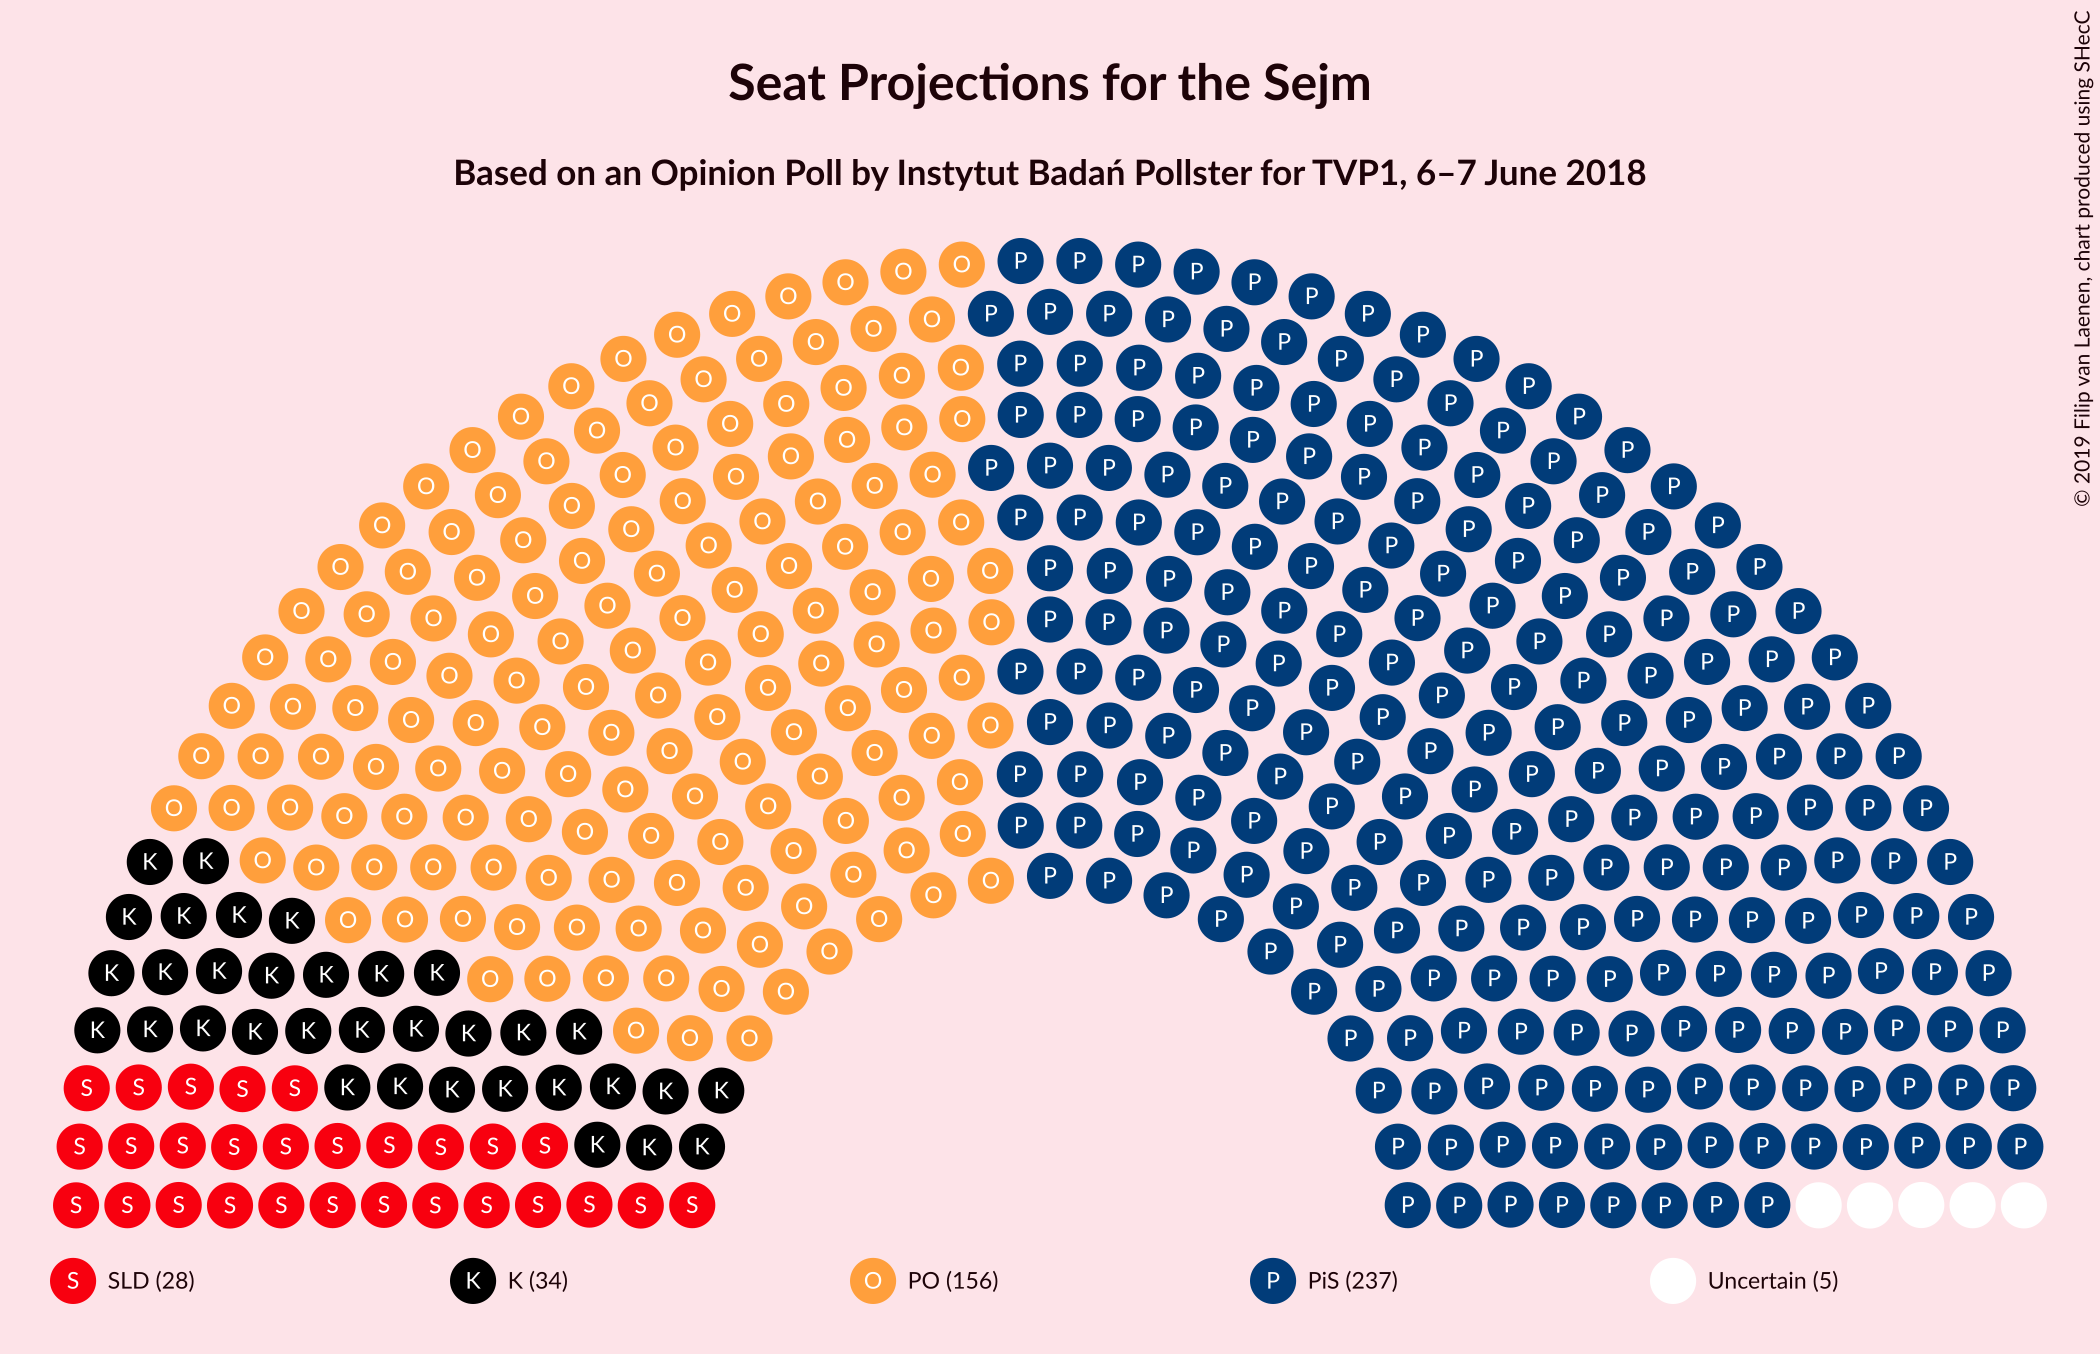 Seat Projections for the Sejm
Based on an Opinion Poll by Instytut Badań Pollster for TVP1, 6–7 June 2018
© 2019 Filip van Laenen, chart produced using SHecC
S SLD (28)
K K (34)
O PO (156)
P PiS (237)
Uncertain (5)